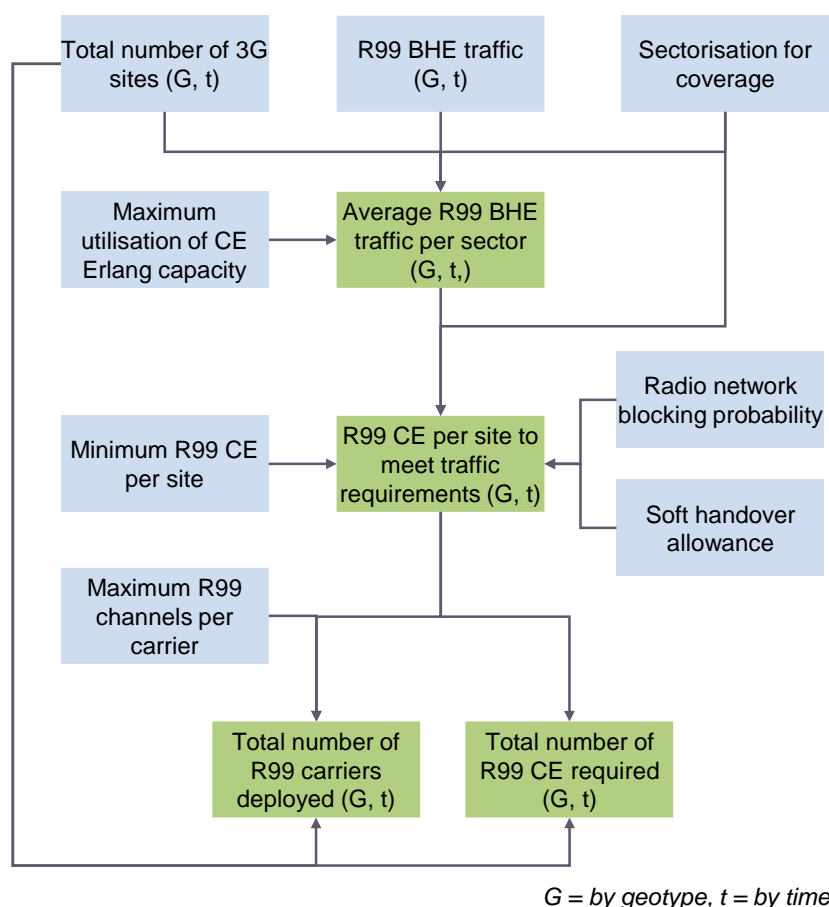 Total number of 3G
sites (G, t)
R99 BHE traffic
(G, t)
Sectorisation for
coverage
Maximum
utilisation of CE
Erlang capacity
Average R99 BHE
traffic per sector
(G, t,)
Radio network
blocking probability
Minimum R99 CE
per site
R99 CE per site to
meet traffic
requirements (G, t)
Soft handover
allowance
Maximum R99
channels per
carrier
Total number of
R99 carriers
deployed (G, t)
Total number of
R99 CE required
(G, t)
G = by geotype, t = by time